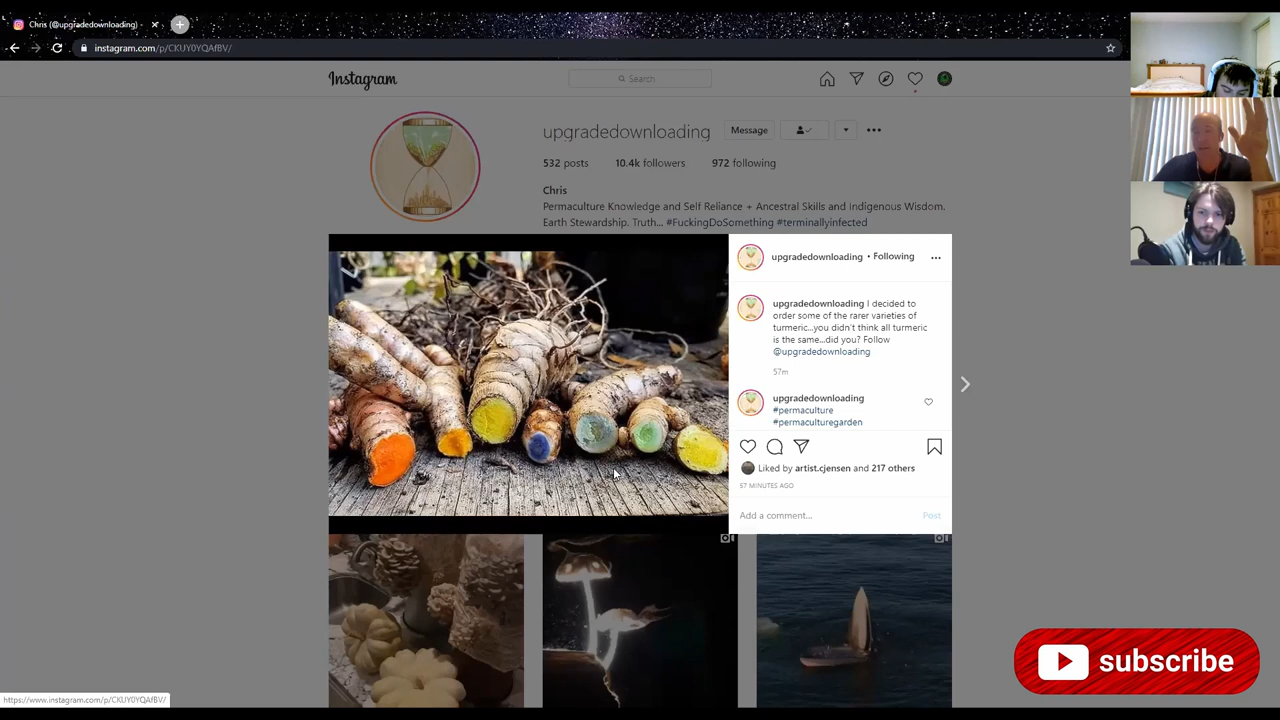 Chris (@upgradedownloading)
instagram.com/p/CKUY0YQAfBV/
Instagram
Search
upgradedownloading
Message
532 posts 10.4k followers 972 following
Chris
Permaculture Knowledge and Self Reliance + Ancestral Skills and Indigenous Wisdom.
Earth Stewardship. Truth... #FuckingDoSomething #terminallyinfected
upgradedownloading • Following
upgradedownloading I decided to
order some of the rarer varieties of
turmeric...you didn't think all turmeric
is the same...did you? Follow
@upgradedownloading
57m
upgradedownloading
#permaculture
#permaculturegarden
Liked by artist.cjensen and 217 others
57 MINUTES AGO
Add a comment... Post
subscribe
https://www.instagram.com/p/CKUY0YQAfBV/